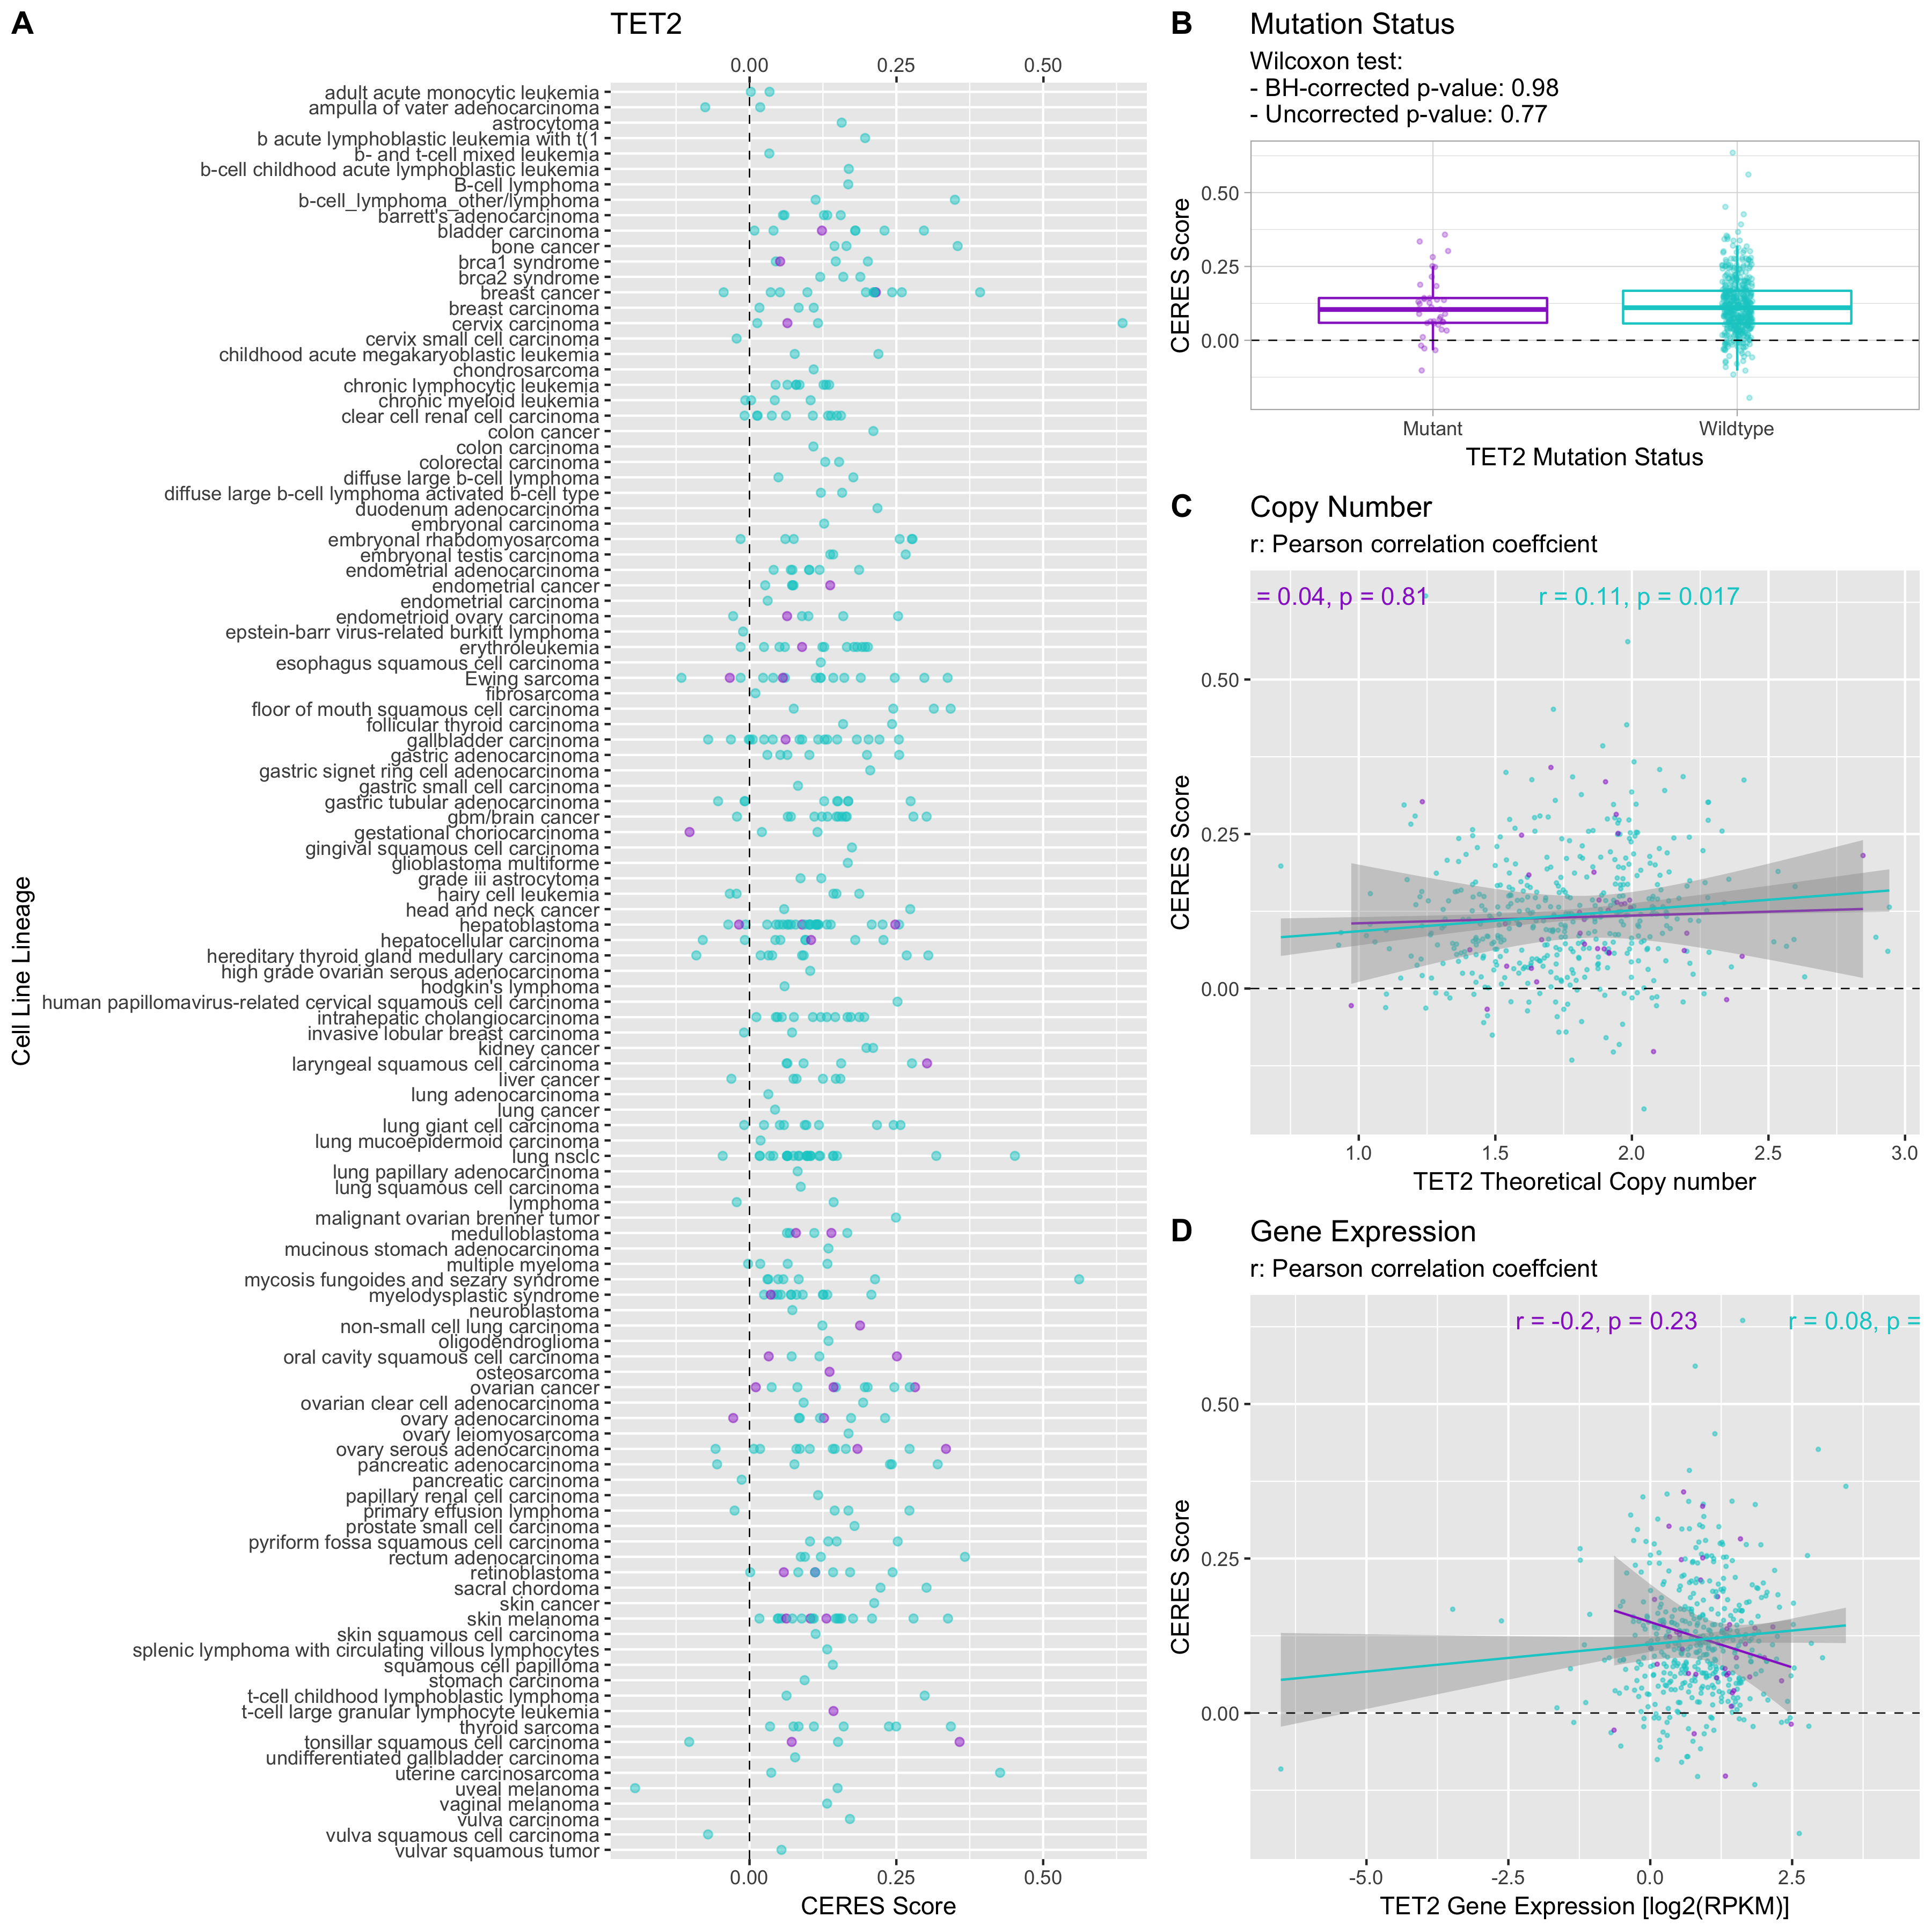 A
TET2
0.00 0.25 0.50
adult acute monocytic leukemia
ampulla of vater adenocarcinoma
astrocytoma
b acute lymphoblastic leukemia with t(1
b- and t-cell mixed leukemia
b-cell childhood acute lymphoblastic leukemia
B-cell lymphoma
b-cell_lymphoma_other/lymphoma
barrett's adenocarcinoma
bladder carcinoma
bone cancer
brca1 syndrome
brca2 syndrome
breast cancer
breast carcinoma
cervix carcinoma
cervix small cell carcinoma
childhood acute megakaryoblastic leukemia
chondrosarcoma
chronic lymphocytic leukemia
chronic myeloid leukemia
clear cell renal cell carcinoma
colon cancer
colon carcinoma
colorectal carcinoma
diffuse large b-cell lymphoma
diffuse large b-cell lymphoma activated b-cell type
duodenum adenocarcinoma
embryonal carcinoma
embryonal rhabdomyosarcoma
embryonal testis carcinoma
endometrial adenocarcinoma
endometrial cancer
endometrial carcinoma
endometrioid ovary carcinoma
epstein-barr virus-related burkitt lymphoma
erythroleukemia
esophagus squamous cell carcinoma
Ewing sarcoma
fibrosarcoma
floor of mouth squamous cell carcinoma
follicular thyroid carcinoma
gallbladder carcinoma
gastric adenocarcinoma
gastric signet ring cell adenocarcinoma
gastric small cell carcinoma
gastric tubular adenocarcinoma
gbm/brain cancer
gestational choriocarcinoma
gingival squamous cell carcinoma
glioblastoma multiforme
grade iii astrocytoma
hairy cell leukemia
head and neck cancer
hepatoblastoma
hepatocellular carcinoma
hereditary thyroid gland medullary carcinoma
high grade ovarian serous adenocarcinoma
hodgkin's lymphoma
human papillomavirus-related cervical squamous cell carcinoma
intrahepatic cholangiocarcinoma
invasive lobular breast carcinoma
kidney cancer
laryngeal squamous cell carcinoma
liver cancer
lung adenocarcinoma
lung cancer
lung giant cell carcinoma
lung mucoepidermoid carcinoma
lung nsclc
lung papillary adenocarcinoma
lung squamous cell carcinoma
lymphoma
malignant ovarian brenner tumor
medulloblastoma
mucinous stomach adenocarcinoma
multiple myeloma
mycosis fungoides and sezary syndrome
myelodysplastic syndrome
neuroblastoma
non-small cell lung carcinoma
oligodendroglioma
oral cavity squamous cell carcinoma
osteosarcoma
ovarian cancer
ovarian clear cell adenocarcinoma
ovary adenocarcinoma
ovary leiomyosarcoma
ovary serous adenocarcinoma
pancreatic adenocarcinoma
pancreatic carcinoma
papillary renal cell carcinoma
primary effusion lymphoma
prostate small cell carcinoma
pyriform fossa squamous cell carcinoma
rectum adenocarcinoma
retinoblastoma
sacral chordoma
skin cancer
skin melanoma
skin squamous cell carcinoma
splenic lymphoma with circulating villous lymphocytes
squamous cell papilloma
stomach carcinoma
t-cell childhood lymphoblastic lymphoma
t-cell large granular lymphocyte leukemia
thyroid sarcoma
tonsillar squamous cell carcinoma
undifferentiated gallbladder carcinoma
uterine carcinosarcoma
uveal melanoma
vaginal melanoma
vulva carcinoma
vulva squamous cell carcinoma
vulvar squamous tumor
Cell Line Lineage
0.00 0.25 0.50
CERES Score
B
Mutation Status
Wilcoxon test:
- BH-corrected p-value: 0.98
- Uncorrected p-value: 0.77
CERES Score
0.50
0.25
0.00
Mutant Wildtype
TET2 Mutation Status
C
Copy Number
r: Pearson correlation coeffcient
= 0.04, p = 0.81 r = 0.11, p = 0.017
CERES Score
0.50
0.25
0.00
1.0 1.5 2.0 2.5 3.0
TET2 Theoretical Copy number
D
Gene Expression
r: Pearson correlation coeffcient
r = -0.2, p = 0.23 r = 0.08, p =
CERES Score
0.50
0.25
0.00
-5.0 -2.5 0.0 2.5
TET2 Gene Expression [log2(RPKM)]